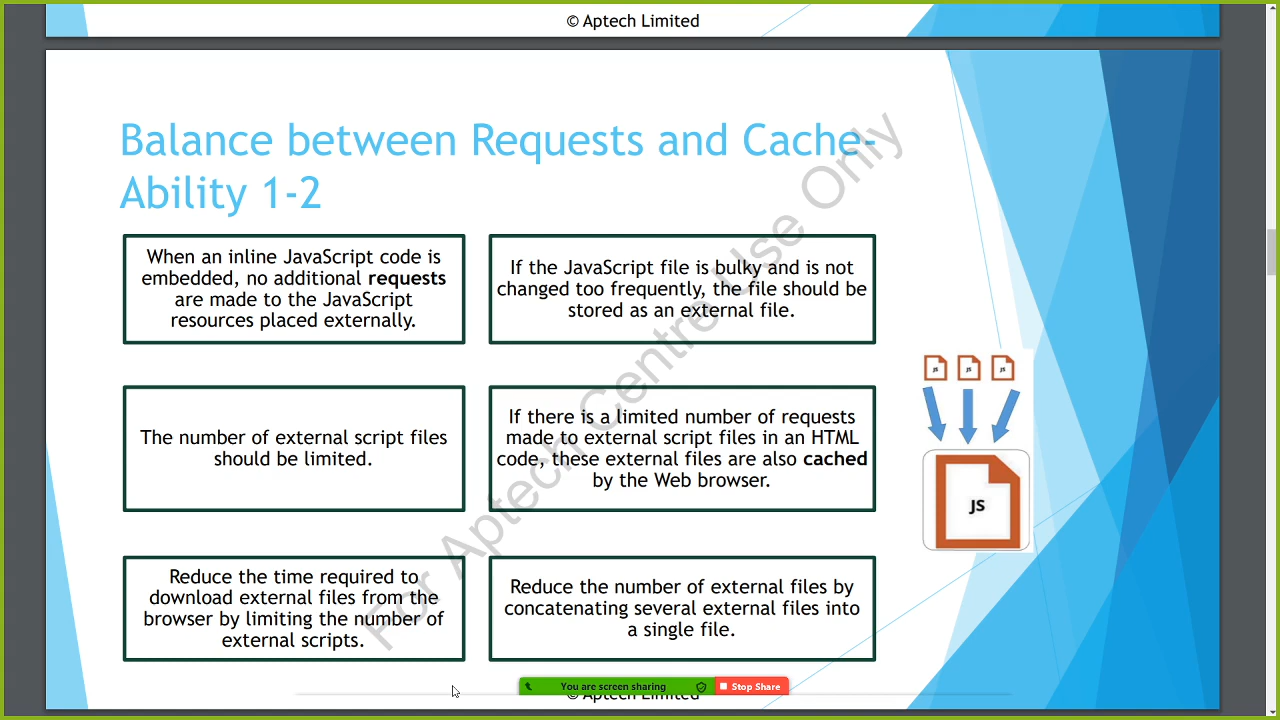 © Aptech Limited
Balance between Requests and Cache-
Ability 1-2
When an inline JavaScript code is
embedded, no additional requests
are made to the JavaScript
resources placed externally.
If the JavaScript file is bulky and is not
changed too frequently, the file should be
stored as an external file.
The number of external script files
should be limited.
If there is a limited number of requests
made to external script files in an HTML
code, these external files are also cached
by the Web browser.
Reduce the time required to
download external files from the
browser by limiting the number of
external scripts.
Reduce the number of external files by
concatenating several external files into
a single file.
JS JS JS
JS
For Aptech Centre Use Only
You are screen sharing
Stop Share
© Aptech Limited